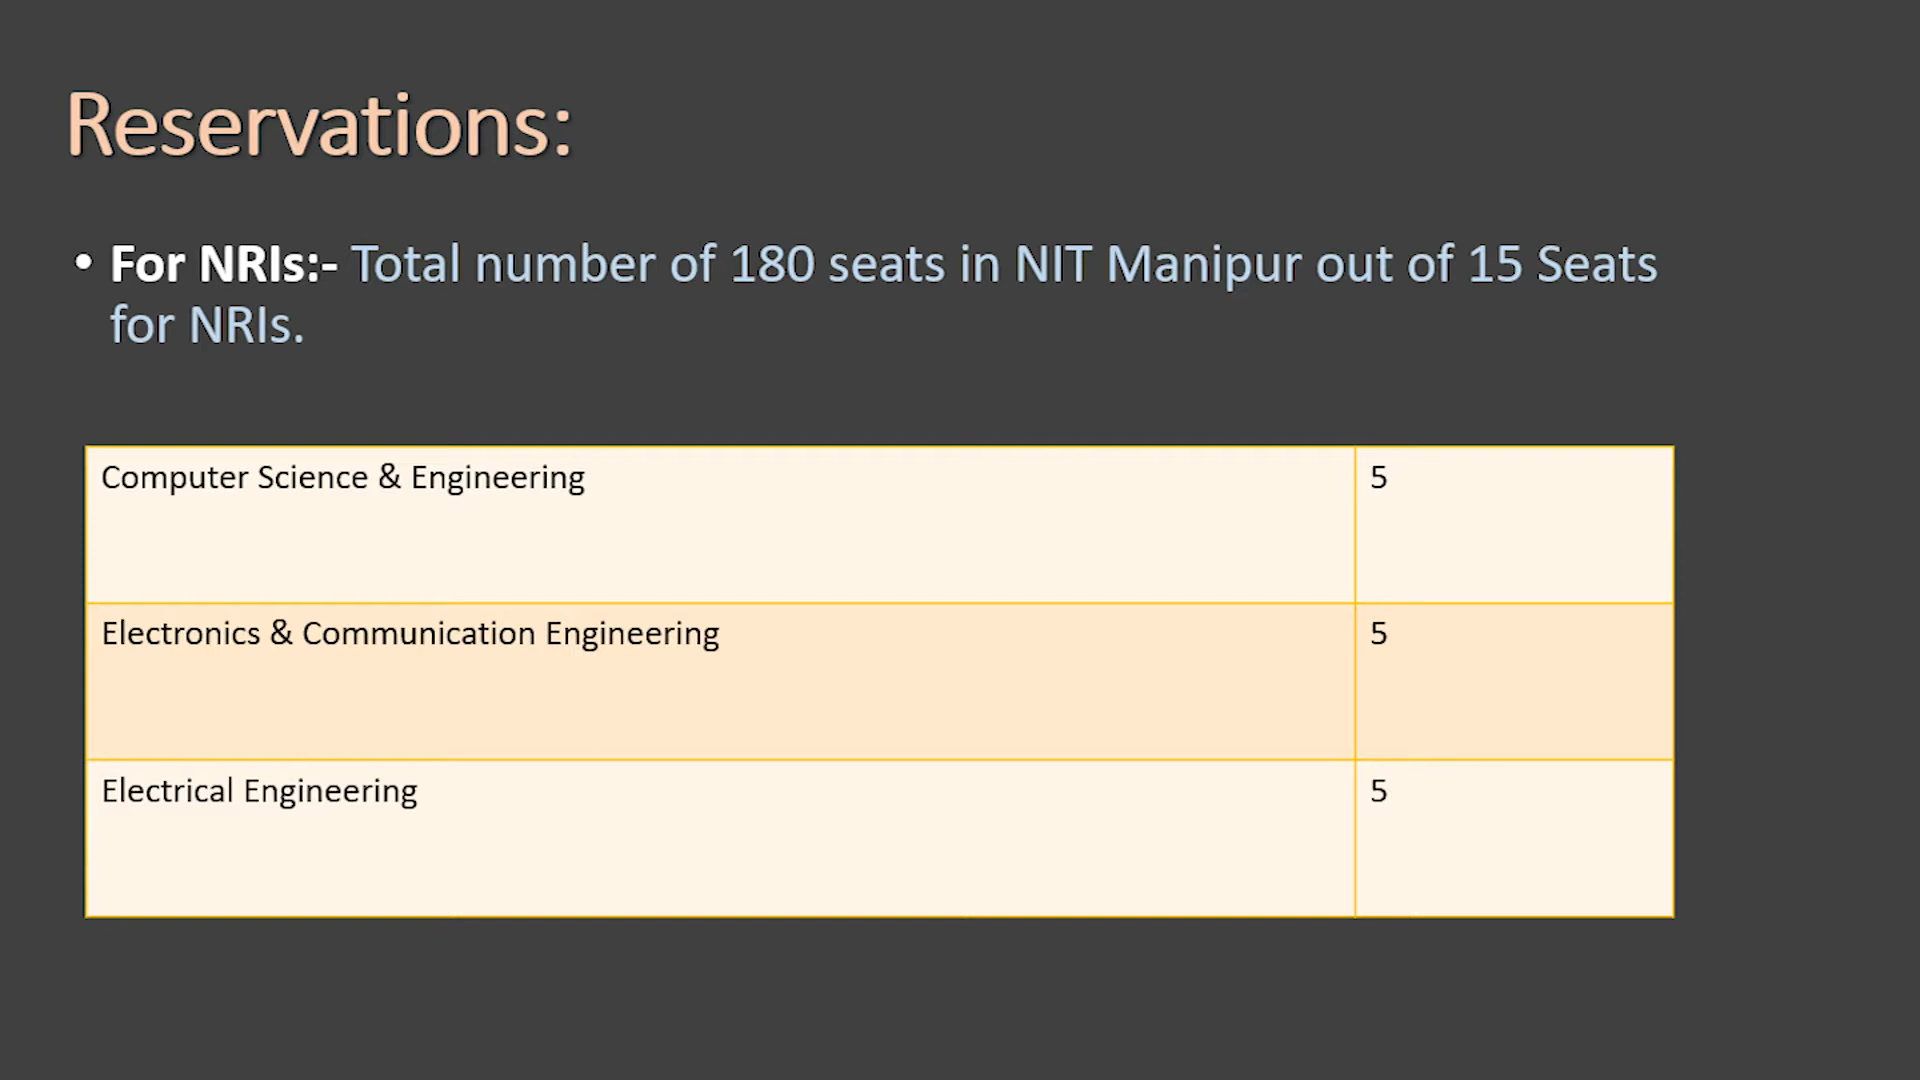 Reservations:
• For NRIs:- Total number of 180 seats in NIT Manipur out of 15 Seats
for NRIs.
Computer Science & Engineering 5
Electronics & Communication Engineering 5
Electrical Engineering 5